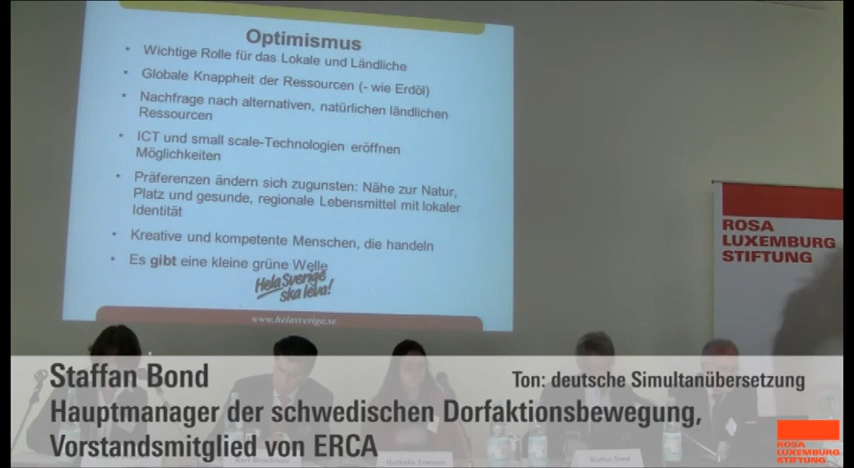 Optimismus
• Wichtige Rolle für das Lokale und Ländliche
• Globale Knappheit der Ressourcen (- wie Erdöl)
• Nachfrage nach alternativen, natürlichen ländlichen
Ressourcen
• ICT und small scale-Technologien eröffnen
Möglichkeiten
• Präferenzen ändern sich zugunsten: Nähe zur Natur,
Platz und gesunde, regionale Lebensmittel mit lokaler
Identität
• Kreative und kompetente Menschen, die handeln
• Es gibt eine kleine grüne Welle
Hela Sverige
ska leva!
www.helasverige.se
ROSA
LUXEMBURG
STIFTUNG
Staffan Bond
Ton: deutsche Simultanübersetzung
Hauptmanager der schwedischen Dorfaktionsbewegung,
Vorstandsmitglied von ERCA
Staffan Bond
ROSA
LUXEMBURG
STIFTUNG